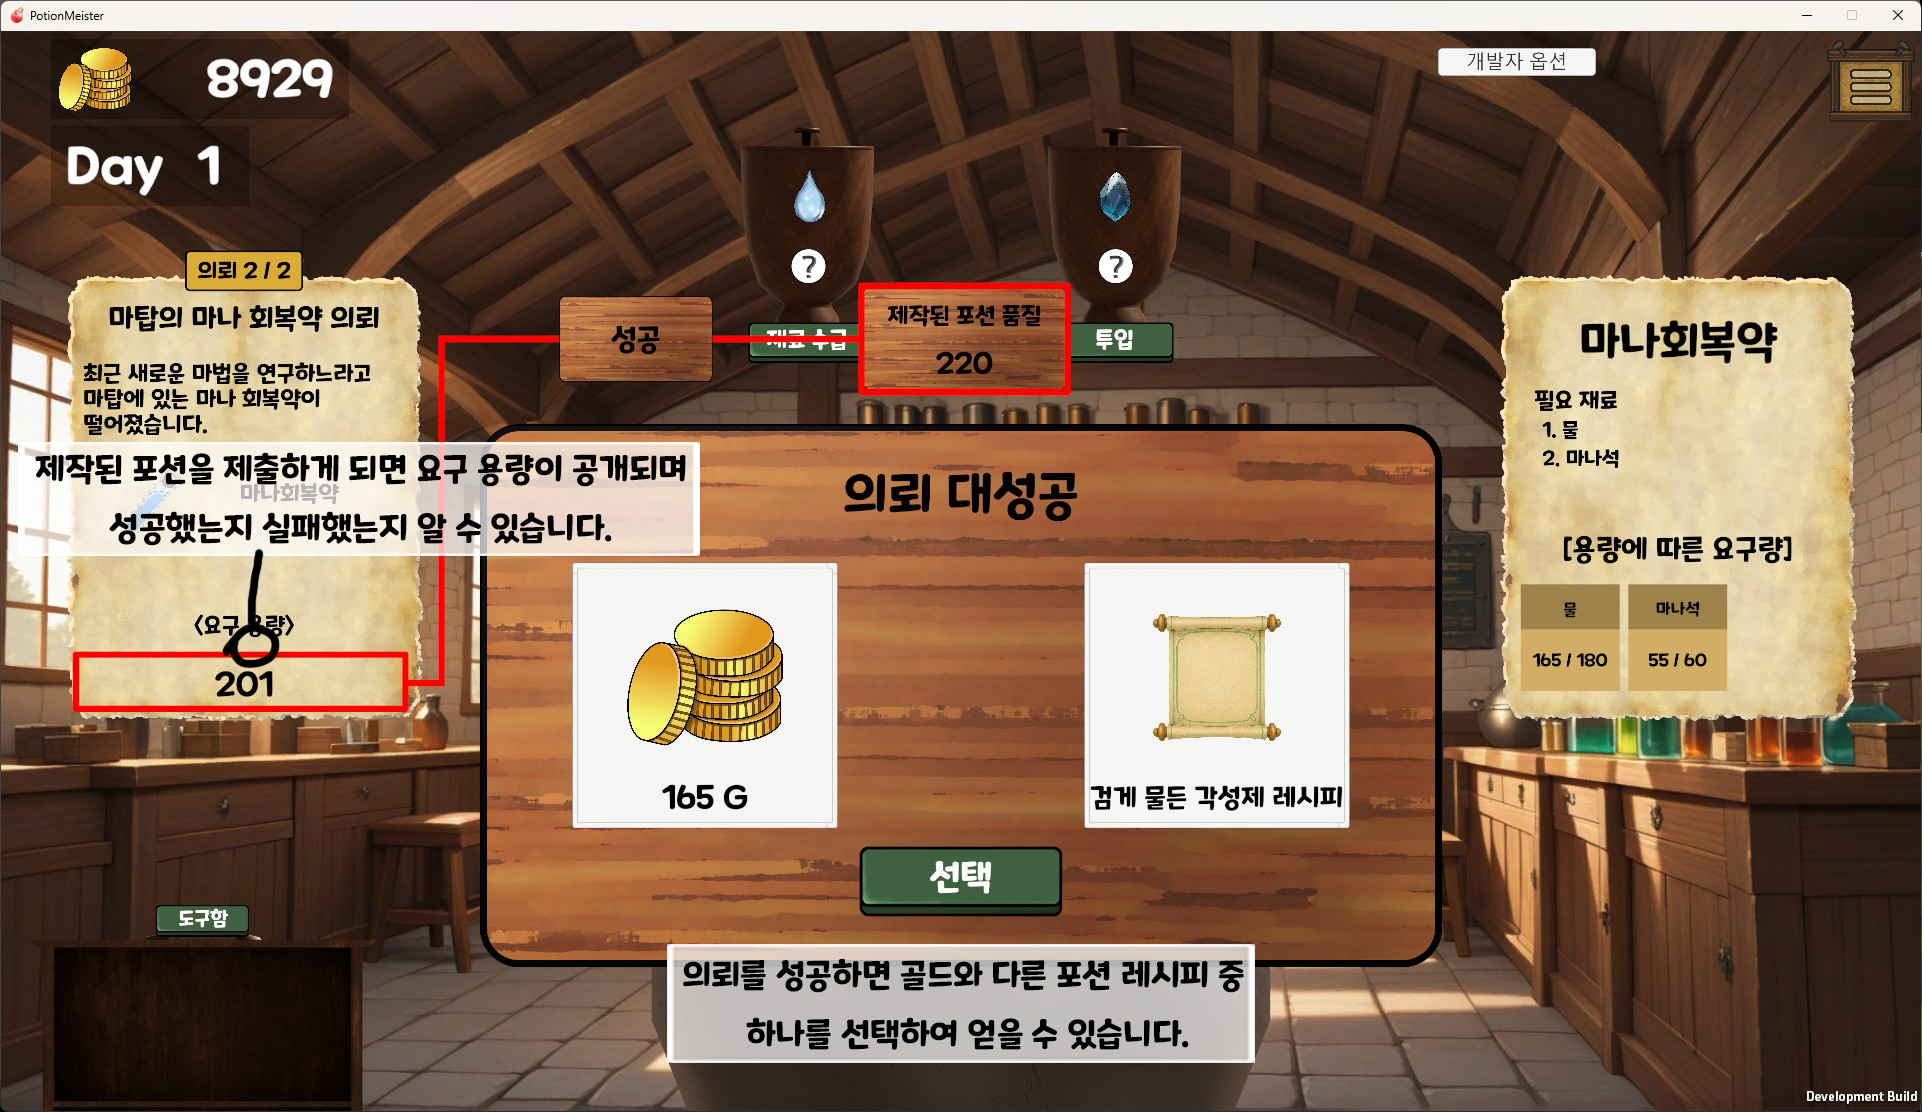 PotionMeister
8929
개발자 옵션
Day 1
의뢰 2 / 2
마탑의 마나 회복약 의뢰
최근 새로운 마법을 연구하느라고
마탑에 있는 마나 회복약이
떨어졌습니다.
제작된 포션을 제출하게 되면 요구 용량이 공개되며
마나회복약
성공했는지 실패했는지 알 수 있습니다.
<요구 용량>
201
?
?
성공
재료 수급
제작된 포션 품질
220
투입
의뢰 대성공
165 G
검게 물든 각성제 레시피
선택
의뢰를 성공하면 골드와 다른 포션 레시피 중
하나를 선택하여 얻을 수 있습니다.
마나회복약
필요 재료
1. 물
2. 마나석
[용량에 따른 요구량]
물 마나석
165 / 180 55 / 60
도구함
Development Build